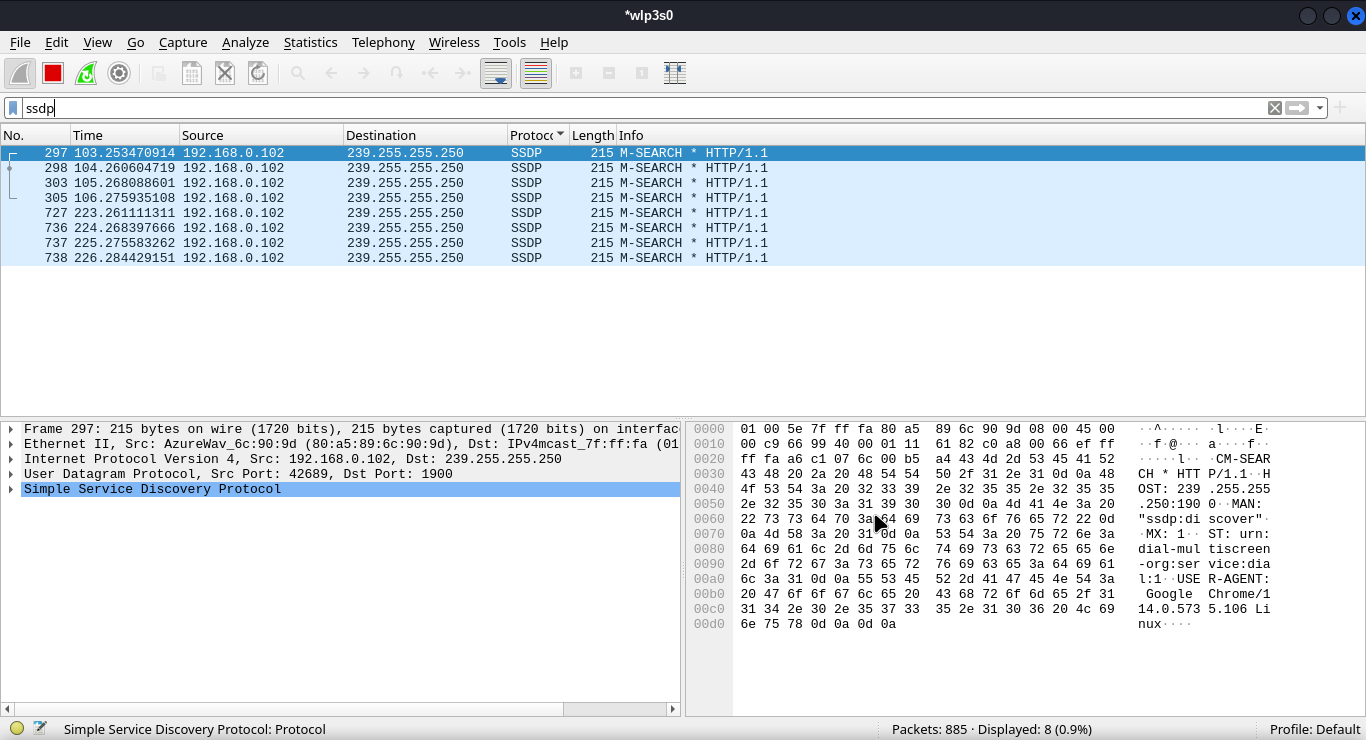 *wlp3s0
File Edit View Go Capture Analyze Statistics Telephony Wireless Tools Help
ssdp
No. Time Source Destination Protocc Length Info
297 103.253470914 192.168.0.102 239.255.255.250 SSDP 215 M-SEARCH * HTTP/1.1
298 104.260604719 192.168.0.102 239.255.255.250 SSDP 215 M-SEARCH * HTTP/1.1
303 105.268088601 192.168.0.102 239.255.255.250 SSDP 215 M-SEARCH * HTTP/1.1
305 106.275935108 192.168.0.102 239.255.255.250 SSDP 215 M-SEARCH * HTTP/1.1
727 223.261111311 192.168.0.102 239.255.255.250 SSDP 215 M-SEARCH * HTTP/1.1
736 224.268397666 192.168.0.102 239.255.255.250 SSDP 215 M-SEARCH * HTTP/1.1
737 225.275583262 192.168.0.102 239.255.255.250 SSDP 215 M-SEARCH * HTTP/1.1
738 226.284429151 192.168.0.102 239.255.255.250 SSDP 215 M-SEARCH * HTTP/1.1
Frame 297: 215 bytes on wire (1720 bits), 215 bytes captured (1720 bits) on interfac
Ethernet II, Src: AzureWav_6c:90:9d (80:a5:89:6c:90:9d), Dst: IPv4mcast_7f:ff:fa (01
Internet Protocol Version 4, Src: 192.168.0.102, Dst: 239.255.255.250
User Datagram Protocol, Src Port: 42689, Dst Port: 1900
Simple Service Discovery Protocol
0000 01 00 5e 7f ff fa 80 a5 89 6c 90 9d 08 00 45 00 ··^····· ·l····E·
0010 00 c9 66 99 40 00 01 11 61 82 c0 a8 00 66 ef ff ··f·@··· a····f··
0020 ff fa a6 c1 07 6c 00 b5 a4 43 4d 2d 53 45 41 52 ·····l·· ·CM-SEAR
0030 43 48 20 2a 20 48 54 54 50 2f 31 2e 31 0d 0a 48 CH * HTT P/1.1··H
0040 4f 53 54 3a 20 32 33 39 2e 32 35 35 2e 32 35 35 OST: 239 .255.255
0050 2e 32 35 30 3a 31 39 30 30 0d 0a 4d 41 4e 3a 20 .250:190 0··MAN:
0060 22 73 73 64 70 3a 64 69 73 63 6f 76 65 72 22 0d "ssdp:di scover"·
0070 0a 4d 58 3a 20 31 0d 0a 53 54 3a 20 75 72 6e 3a ·MX: 1·· ST: urn:
0080 64 69 61 6c 2d 6d 75 6c 74 69 73 63 72 65 65 6e dial-mul tiscreen
0090 2d 6f 72 67 3a 73 65 72 76 69 63 65 3a 64 69 61 -org:ser vice:dia
00a0 6c 3a 31 0d 0a 55 53 45 52 2d 41 47 45 4e 54 3a l:1··USE R-AGENT:
00b0 20 47 6f 6f 67 6c 65 20 43 68 72 6f 6d 65 2f 31 Google Chrome/1
00c0 31 34 2e 30 2e 35 37 33 35 2e 31 30 36 20 4c 69 14.0.573 5.106 Li
00d0 6e 75 78 0d 0a 0d 0a nux····
Simple Service Discovery Protocol: Protocol Packets: 885 · Displayed: 8 (0.9%) Profile: Default